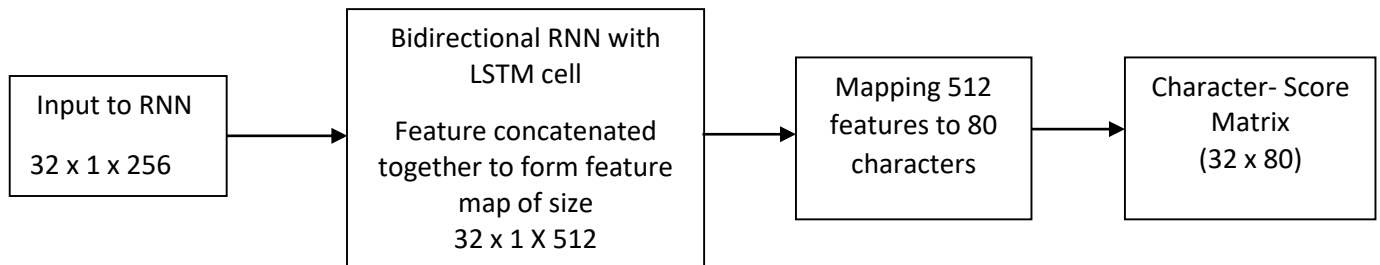 Input to RNN
32 x 1 x 256
Bidirectional RNN with
LSTM cell
Feature concatenated
together to form feature
map of size
32 x 1 X 512
Mapping 512
features to 80
characters
Character- Score
Matrix
(32 x 80)